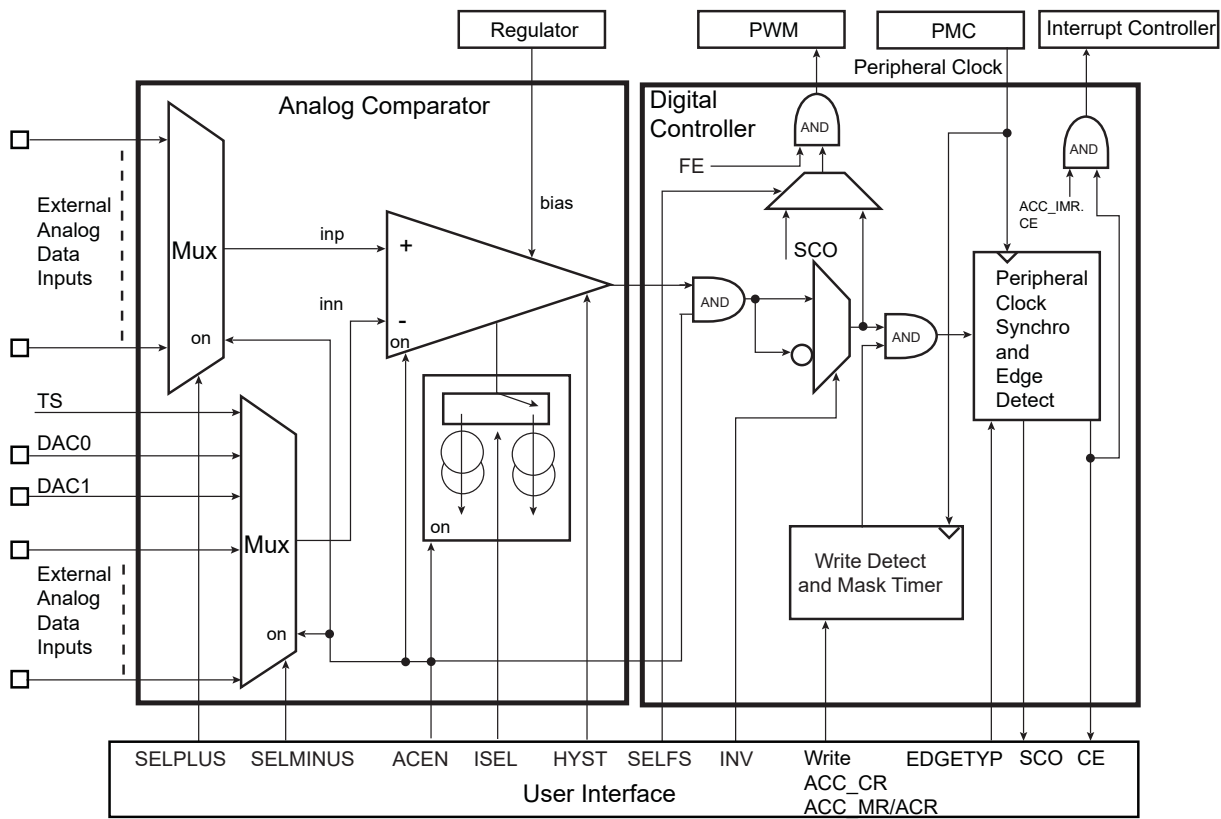 Regulator
PWM
PMC
Interrupt Controller
Peripheral Clock
Analog Comparator
Digital
Controller
AND
AND
FE
bias
External
Analog
Data
Inputs
Mux
inp
+
ACC_IMR.
CE
SCO
Peripheral
Clock
Synchro
and
Edge
Detect
inn
-
on
on
AND
AND
TS
DAC0
DAC1
Mux
on
on
External
Analog
Data
Inputs
Write Detect
and Mask Timer
SELPLUS
SELMINUS
ACEN
ISEL
HYST
SELFS
INV
Write
ACC_CR
ACC_MR/ACR
EDGETYP
SCO
CE
User Interface